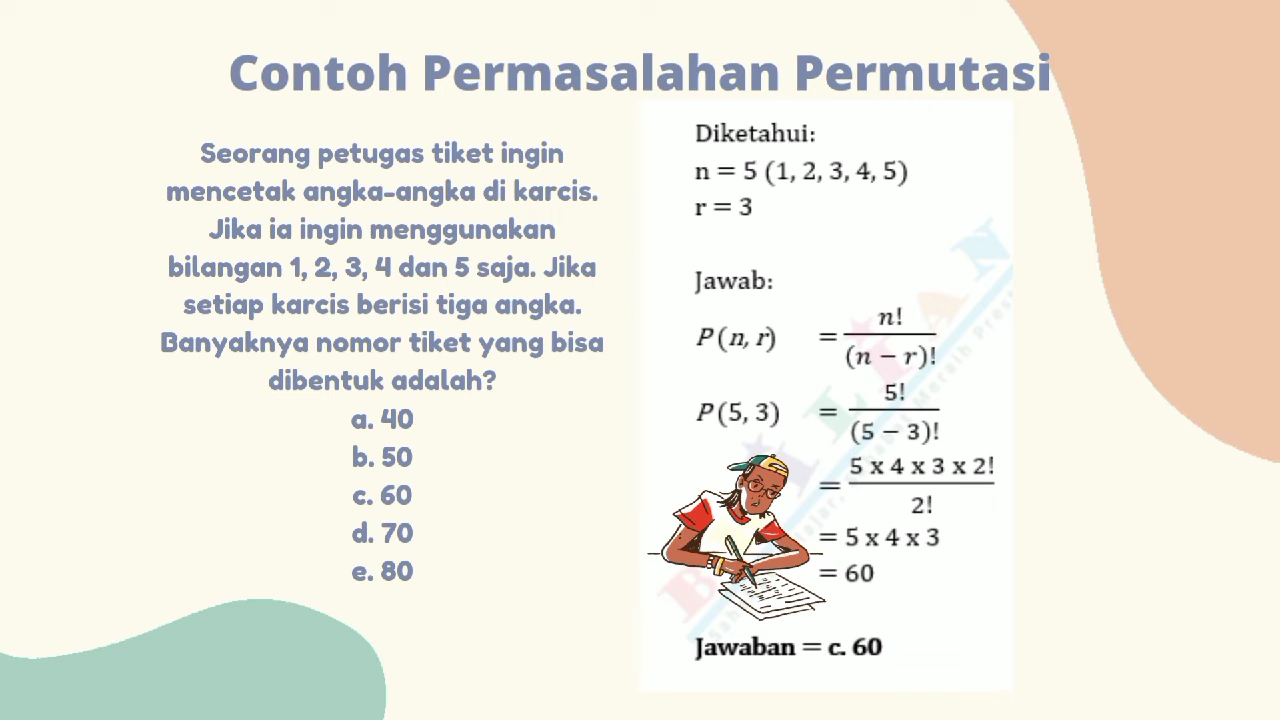 Contoh Permasalahan Permutasi
Seorang petugas tiket ingin
mencetak angka-angka di karcis.
Jika ia ingin menggunakan
bilangan 1, 2, 3, 4 dan 5 saja. Jika
setiap karcis berisi tiga angka.
Banyaknya nomor tiket yang bisa
dibentuk adalah?
a. 40
b. 50
c. 60
d. 70
e. 80
Diketahui:
n = 5 (1, 2, 3, 4, 5)
r = 3
Jawab:
P(n, r) = n! / (n − r)!
P(5, 3) = 5! / (5 − 3)!
= 5 x 4 x 3 x 2! / 2!
= 5 x 4 x 3
= 60
Jawaban = c. 60